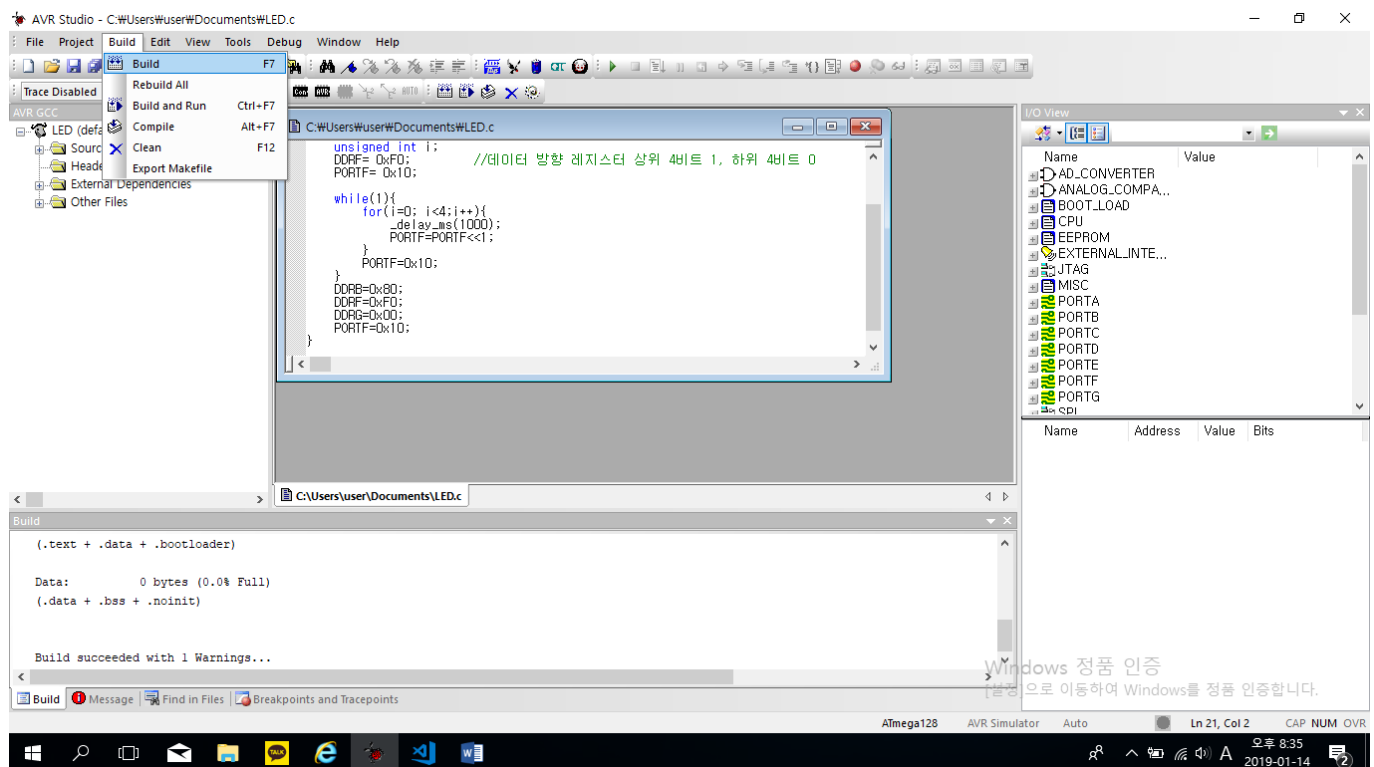 AVR Studio - C:₩Users₩user₩Documents₩LED.c
File Project Build Edit View Tools Debug Window Help
Build F7
Rebuild All
Build and Run Ctrl+F7
Compile Alt+F7
Clean F12
Export Makefile
Trace Disabled
AVR GCC
LED (defa
Sourc
Heade
External Dependencies
Other Files
C:₩Users₩user₩Documents₩LED.c
unsigned int i;
DDRF= 0xF0; //데이터 방향 레지스터 상위 4비트 1, 하위 4비트 0
PORTF= 0x10;
while(1){
for(i=0; i<4;i++){
_delay_ms(1000);
PORTF=PORTF<<1;
}
PORTF=0x10;
}
DDRB=0x80;
DDRF=0xF0;
DDRG=0x00;
PORTF=0x10;
}
C:\Users\user\Documents\LED.c
I/O View
Name Value
AD_CONVERTER
ANALOG_COMPA...
BOOT_LOAD
CPU
EEPROM
EXTERNAL_INTE...
JTAG
MISC
PORTA
PORTB
PORTC
PORTD
PORTE
PORTF
PORTG
SPI
Name Address Value Bits
Build
(.text + .data + .bootloader)
Data: 0 bytes (0.0% Full)
(.data + .bss + .noinit)
Build succeeded with 1 Warnings...
Build Message Find in Files Breakpoints and Tracepoints
Windows 정품 인증
[설정]으로 이동하여 Windows를 정품 인증합니다.
ATmega128 AVR Simulator Auto Ln 21, Col 2 CAP NUM OVR
TALK
A 오후 8:35
2019-01-14
2